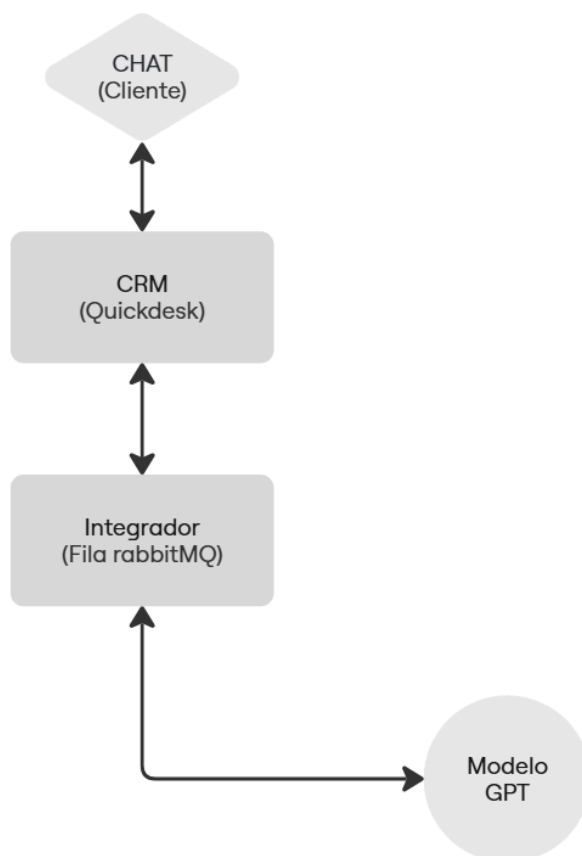 CHAT
(Cliente)
CRM
(Quickdesk)
Integrador
(Fila rabbitMQ)
Modelo
GPT